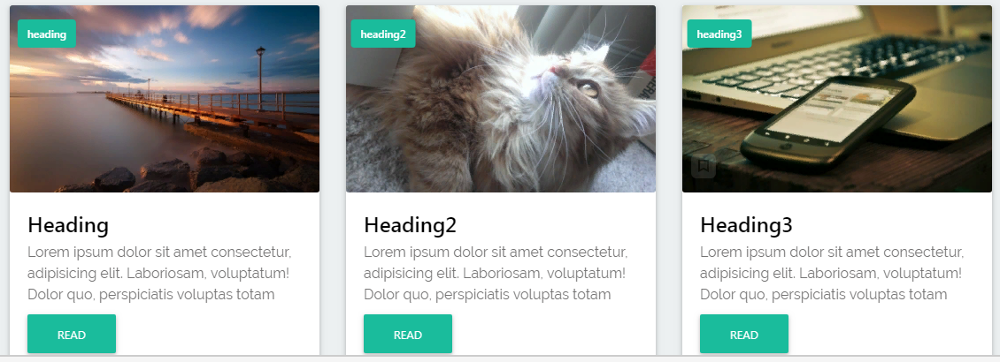 heading
heading2
heading3
Heading
Lorem ipsum dolor sit amet consectetur,
adipisicing elit. Laboriosam, voluptatum!
Dolor quo, perspiciatis voluptas totam
READ
Heading2
Lorem ipsum dolor sit amet consectetur,
adipisicing elit. Laboriosam, voluptatum!
Dolor quo, perspiciatis voluptas totam
READ
Heading3
Lorem ipsum dolor sit amet consectetur,
adipisicing elit. Laboriosam, voluptatum!
Dolor quo, perspiciatis voluptas totam
READ